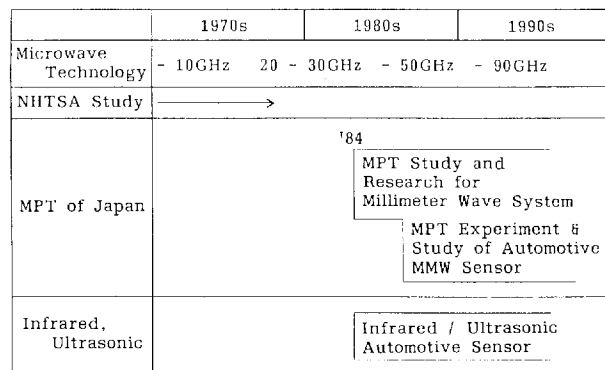 1970s 1980s 1990s
Microwave
Technology
- 10GHz 20 - 30GHz - 50GHz - 90GHz
NHTSA Study
'84
MPT of Japan
MPT Study and
Research for
Millimeter Wave System
MPT Experiment &
Study of Automotive
MMW Sensor
Infrared,
Ultrasonic
Infrared / Ultrasonic
Automotive Sensor